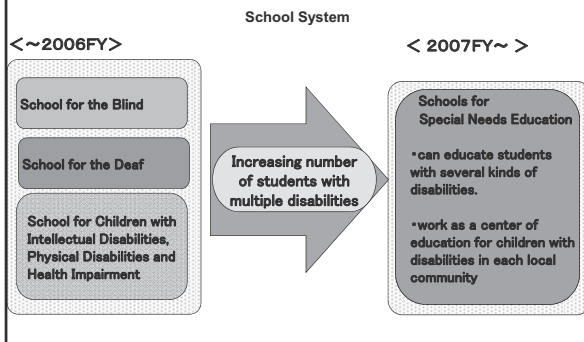 School System
<~2006FY>
School for the Blind
School for the Deaf
School for Children with
Intellectual Disabilities,
Physical Disabilities and
Health Impairment
Increasing number
of students with
multiple disabilities
< 2007FY~ >
Schools for
Special Needs Education
・can educate students
with several kinds of
disabilities.
・work as a center of
education for children with
disabilities in each local
community